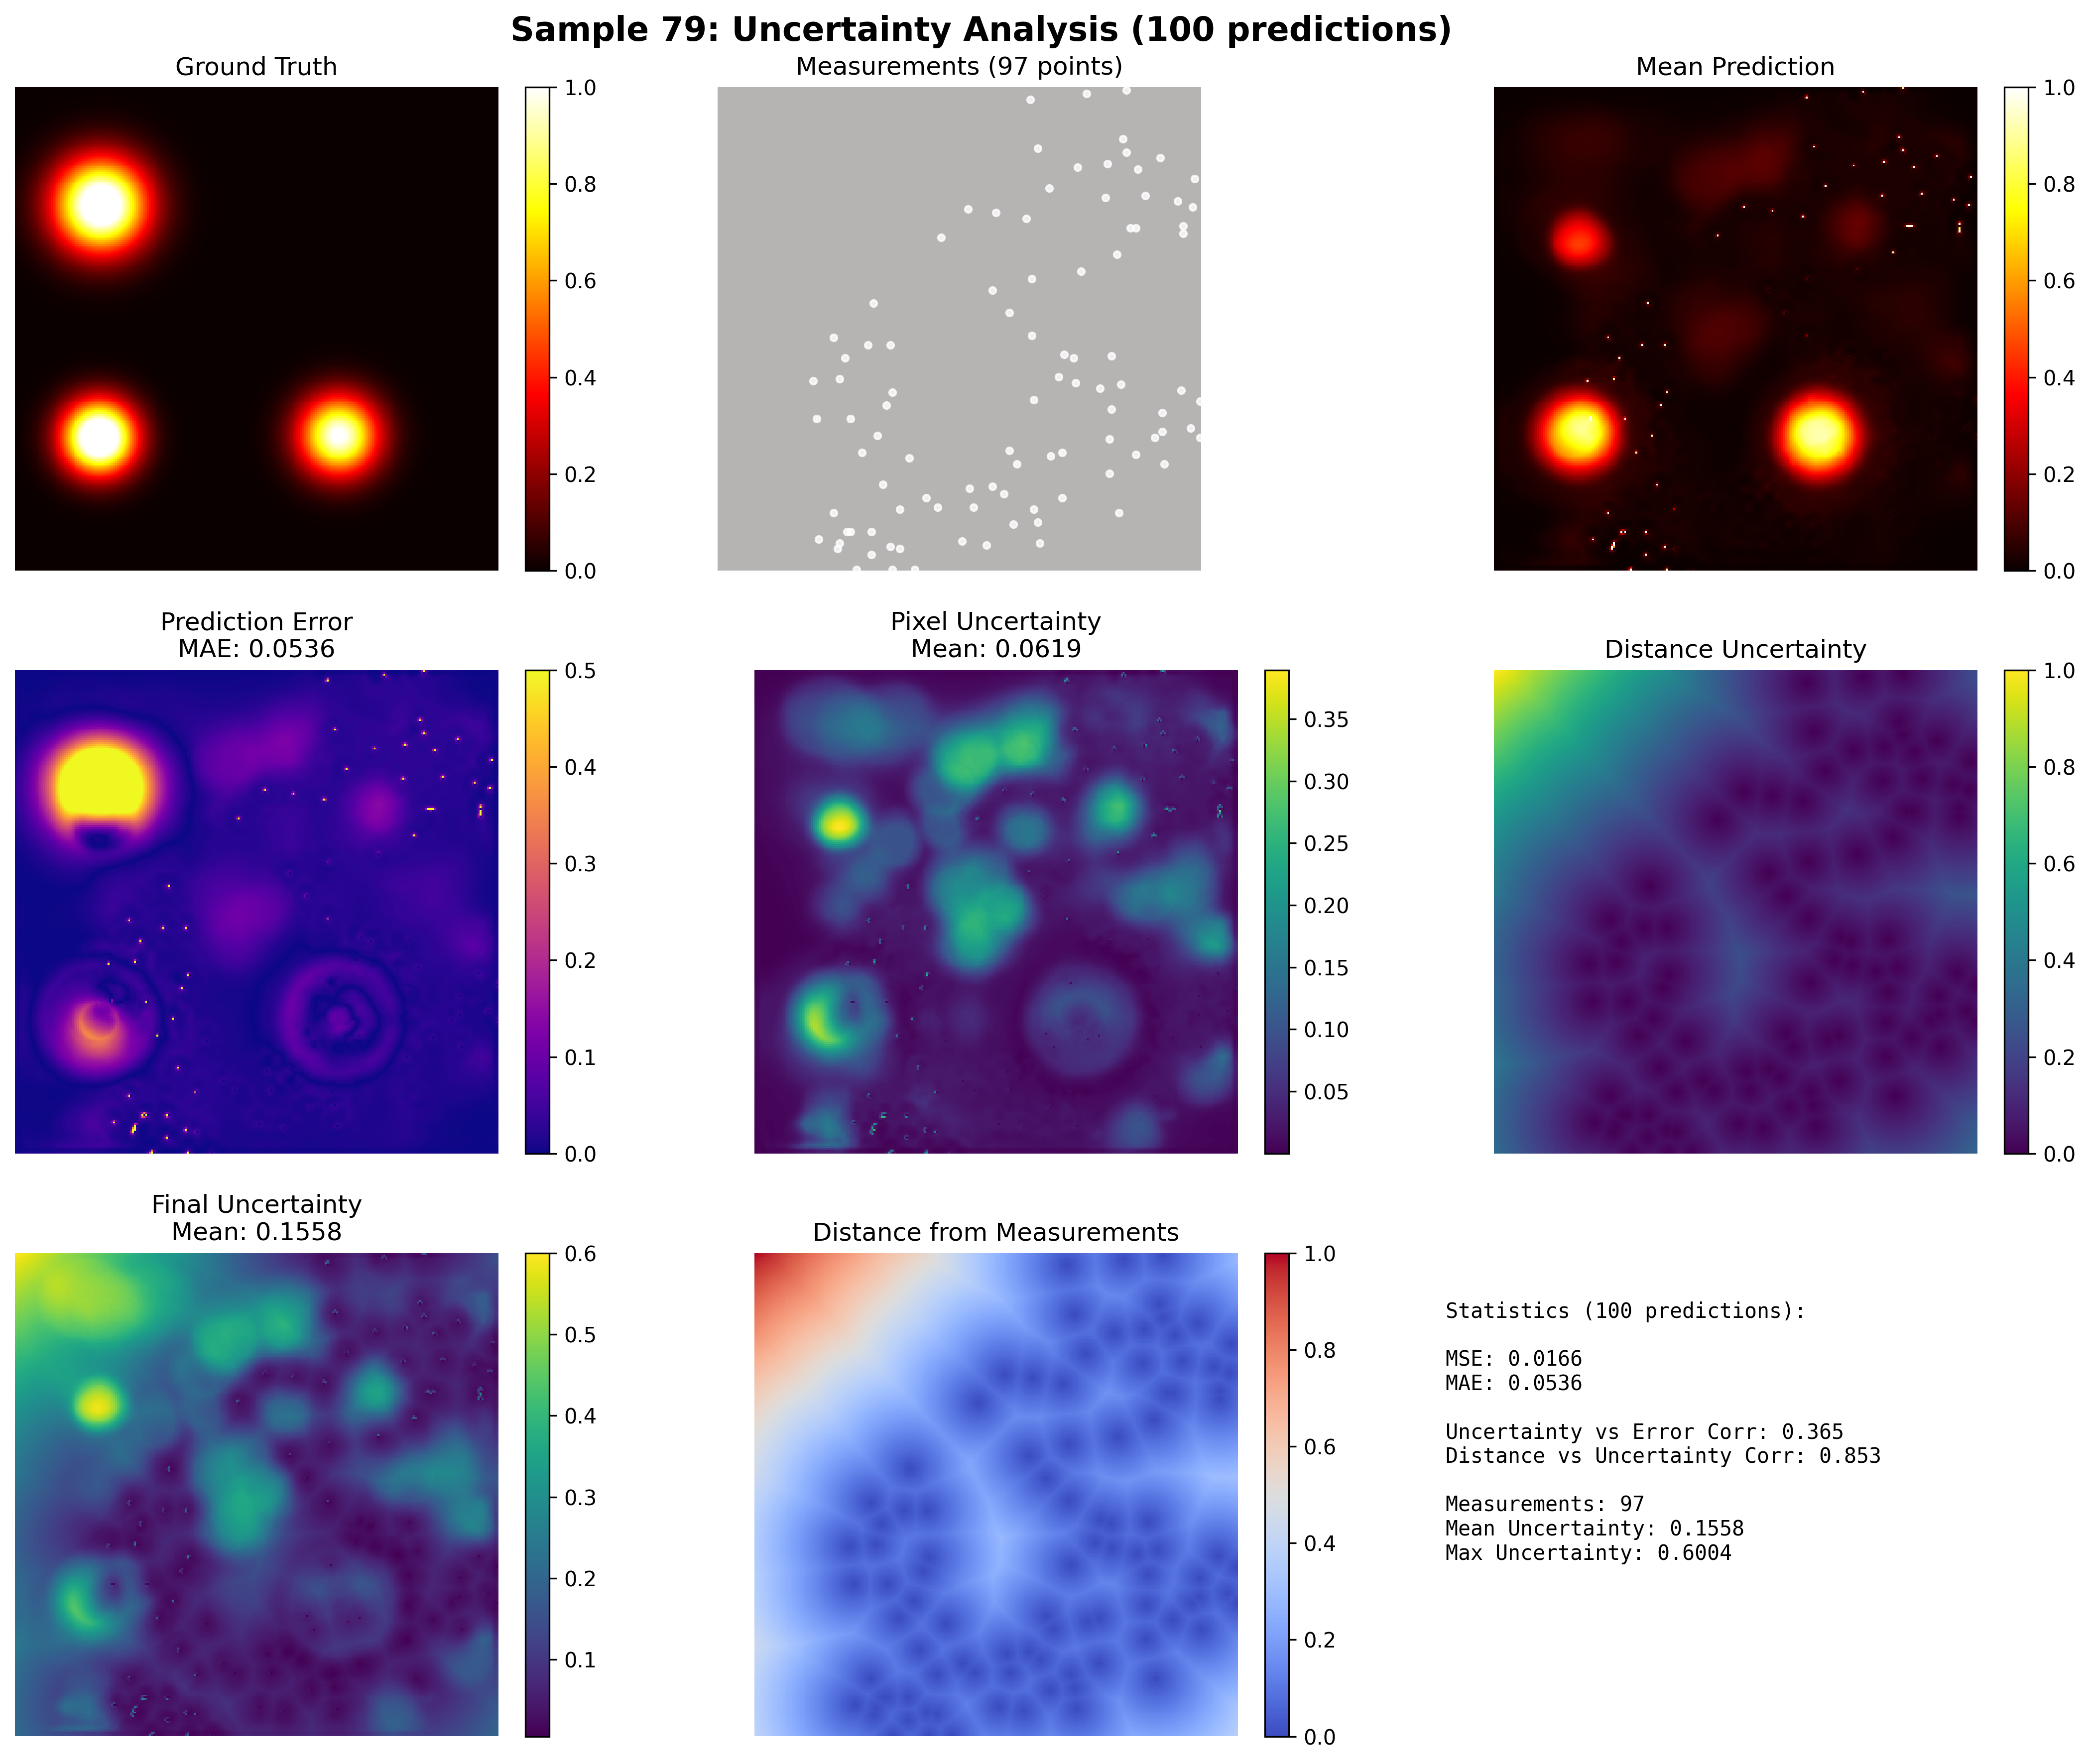 Sample 79: Uncertainty Analysis (100 predictions)
Ground Truth
1.0
0.8
0.6
0.4
0.2
0.0
Measurements (97 points)
Mean Prediction
1.0
0.8
0.6
0.4
0.2
0.0
Prediction Error
MAE: 0.0536
0.5
0.4
0.3
0.2
0.1
0.0
Pixel Uncertainty
Mean: 0.0619
0.35
0.30
0.25
0.20
0.15
0.10
0.05
Distance Uncertainty
1.0
0.8
0.6
0.4
0.2
0.0
Final Uncertainty
Mean: 0.1558
0.6
0.5
0.4
0.3
0.2
0.1
Distance from Measurements
1.0
0.8
0.6
0.4
0.2
0.0
Statistics (100 predictions):
MSE: 0.0166
MAE: 0.0536
Uncertainty vs Error Corr: 0.365
Distance vs Uncertainty Corr: 0.853
Measurements: 97
Mean Uncertainty: 0.1558
Max Uncertainty: 0.6004